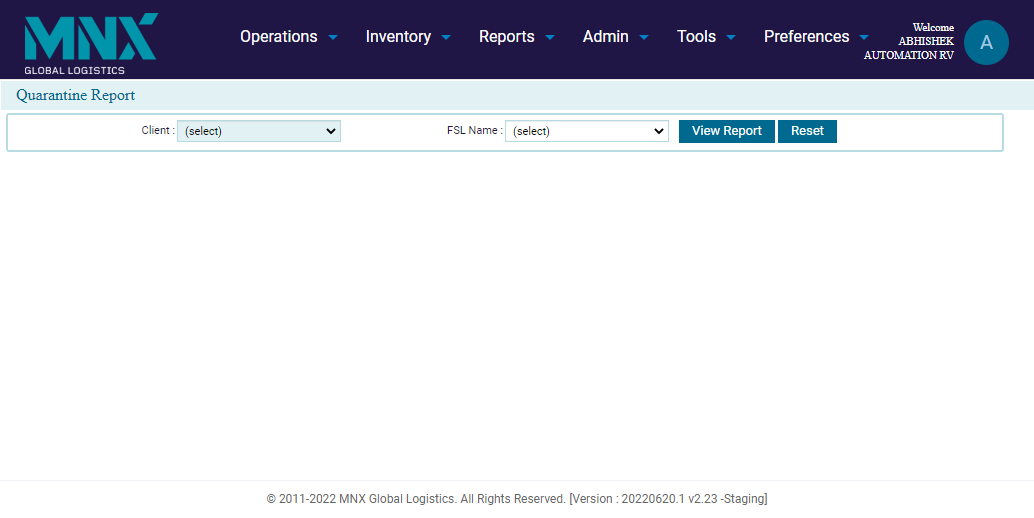 MNX
GLOBAL LOGISTICS
Operations Inventory Reports Admin Tools Preferences
Welcome
ABHISHEK
AUTOMATION RV
A
Quarantine Report
Client : (select) FSL Name : (select) View Report Reset
© 2011-2022 MNX Global Logistics. All Rights Reserved. [Version : 20220620.1 v2.23 -Staging]